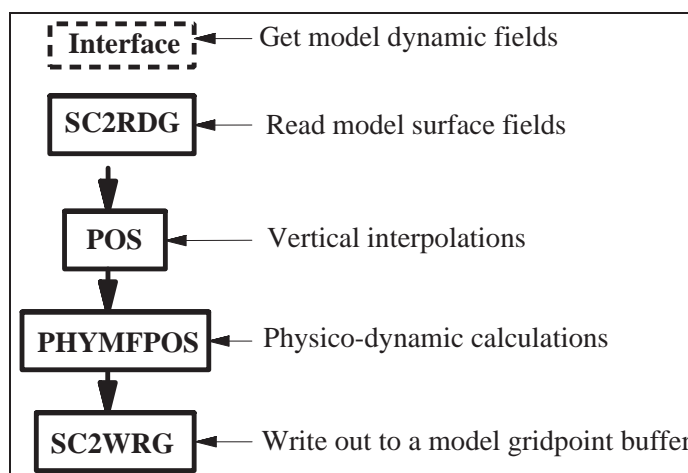 Interface Get model dynamic fields
SC2RDG Read model surface fields
POS Vertical interpolations
PHYMFPOS Physico-dynamic calculations
SC2WRG Write out to a model gridpoint buffer